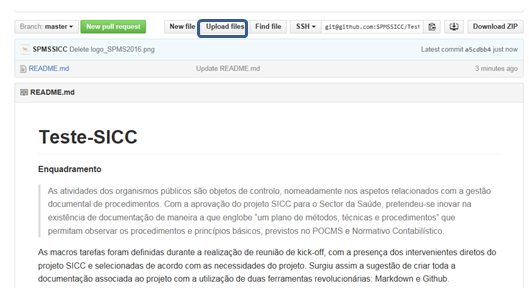 Branch: master New pull request New file Upload files Find file SSH git@github.com:SPMSSICC/Test Download ZIP
SPMSSICC Delete logo_SPMS2016.png Latest commit a5cdbb4 just now
README.md Update README.md 3 minutes ago
README.md
Teste-SICC
Enquadramento
As atividades dos organismos públicos são objetos de controlo, nomeadamente nos aspetos relacionados com a gestão
documental de procedimentos. Com a aprovação do projeto SICC para o Sector da Saúde, pretendeu-se inovar na
existência de documentação de maneira a que englobe "um plano de métodos, técnicas e procedimentos" que
permitam observar os procedimentos e princípios básicos, previstos no POCMS e Normativo Contabilístico.
As macros tarefas foram definidas durante a realização de reunião de kick-off, com a presença dos intervenientes diretos do
projeto SICC e selecionadas de acordo com as necessidades do projeto. Surgiu assim a sugestão de criar toda a
documentação associada ao projeto com a utilização de duas ferramentas revolucionárias: Markdown e Github.